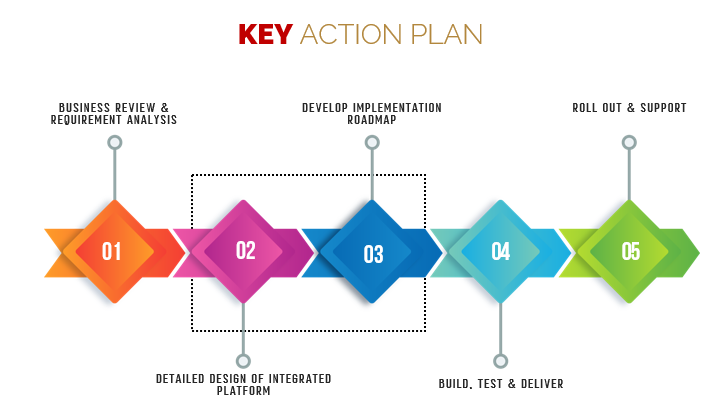 KEY ACTION PLAN
BUSINESS REVIEW &
REQUIREMENT ANALYSIS
DEVELOP IMPLEMENTATION
ROADMAP
ROLL OUT & SUPPORT
01
02
03
04
05
DETAILED DESIGN OF INTEGRATED
PLATFORM
BUILD, TEST & DELIVER